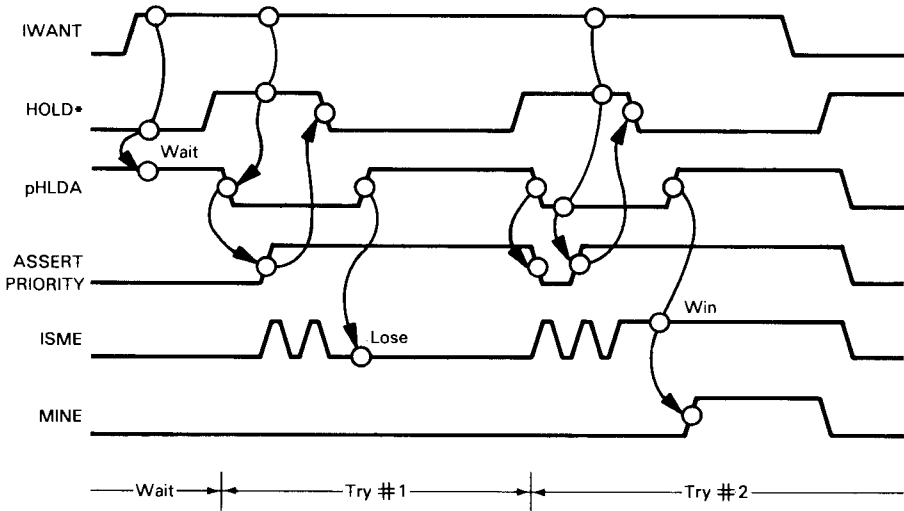 IWANT
HOLD*
Wait
pHLDA
ASSERT
PRIORITY
ISME
Lose
Win
MINE
Wait
Try #1
Try #2